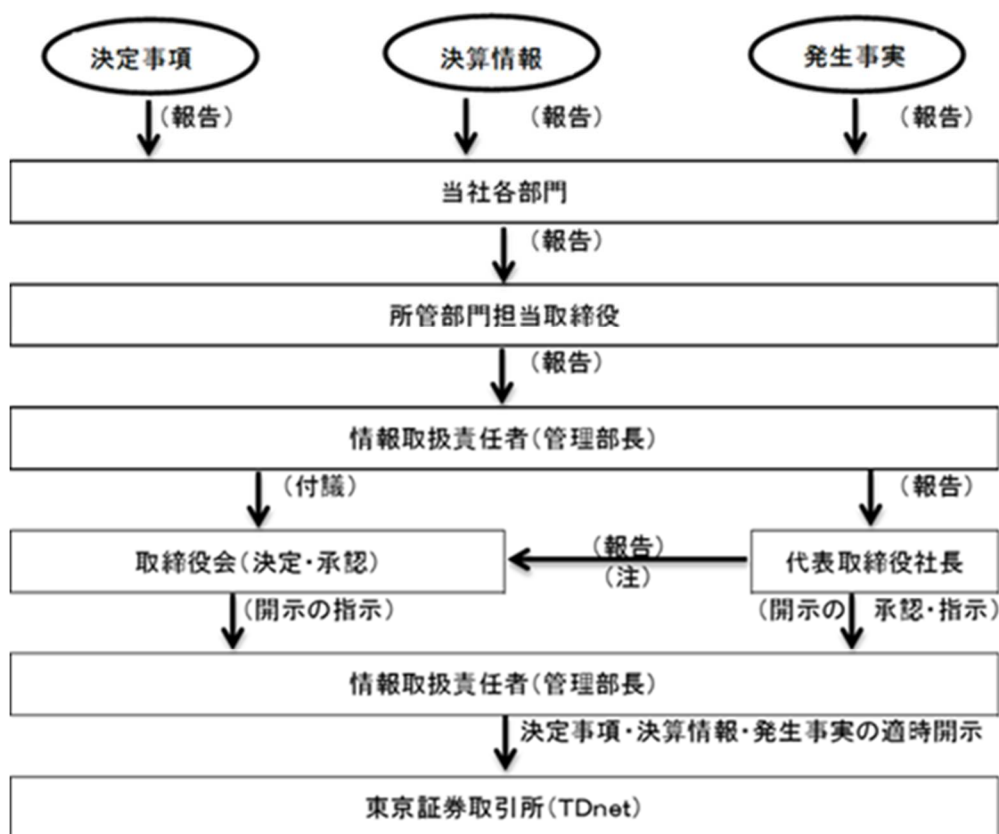 決定事項
決算情報
発生事実
(報告)
(報告)
(報告)
当社各部門
(報告)
所管部門担当取締役
(報告)
情報取扱責任者(管理部長)
(付議)
(報告)
取締役会(決定・承認)
(報告)
(注)
代表取締役社長
(開示の指示)
(開示の 承認・指示)
情報取扱責任者(管理部長)
決定事項・決算情報・発生事実の適時開示
東京証券取引所(TDnet)